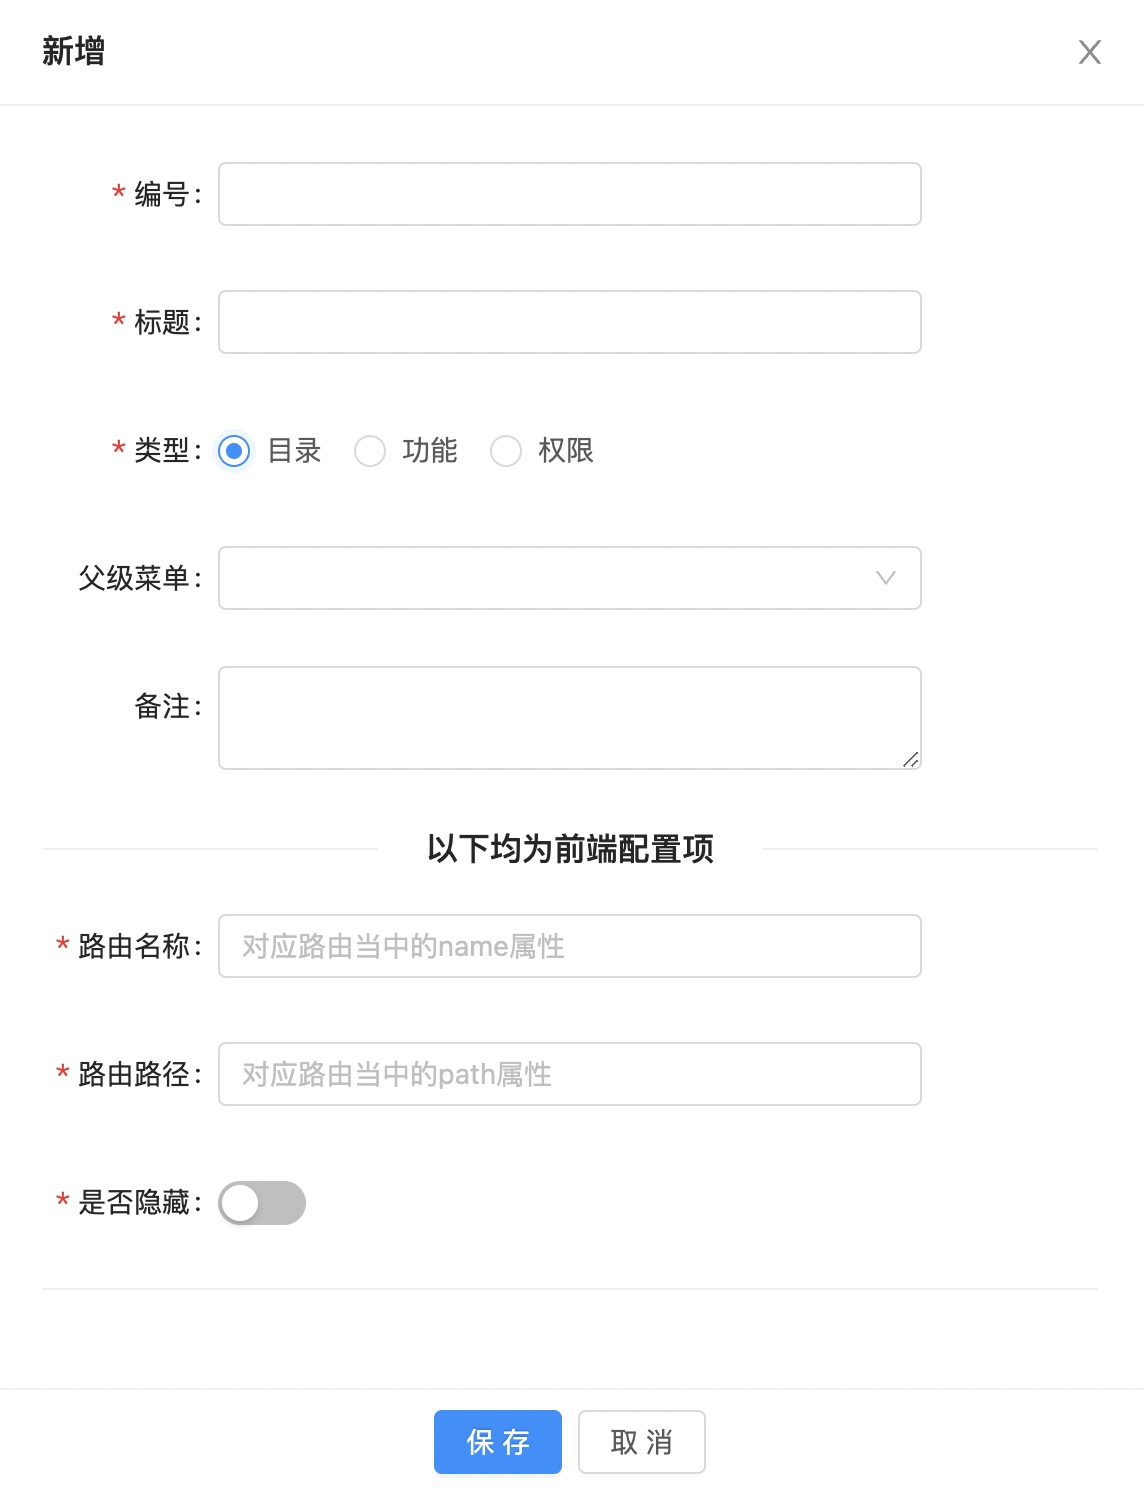 新增
* 编号:
* 标题:
* 类型: 目录 功能 权限
父级菜单:
备注:
以下均为前端配置项
* 路由名称: 对应路由当中的name属性
* 路由路径: 对应路由当中的path属性
* 是否隐藏:
保 存 取 消